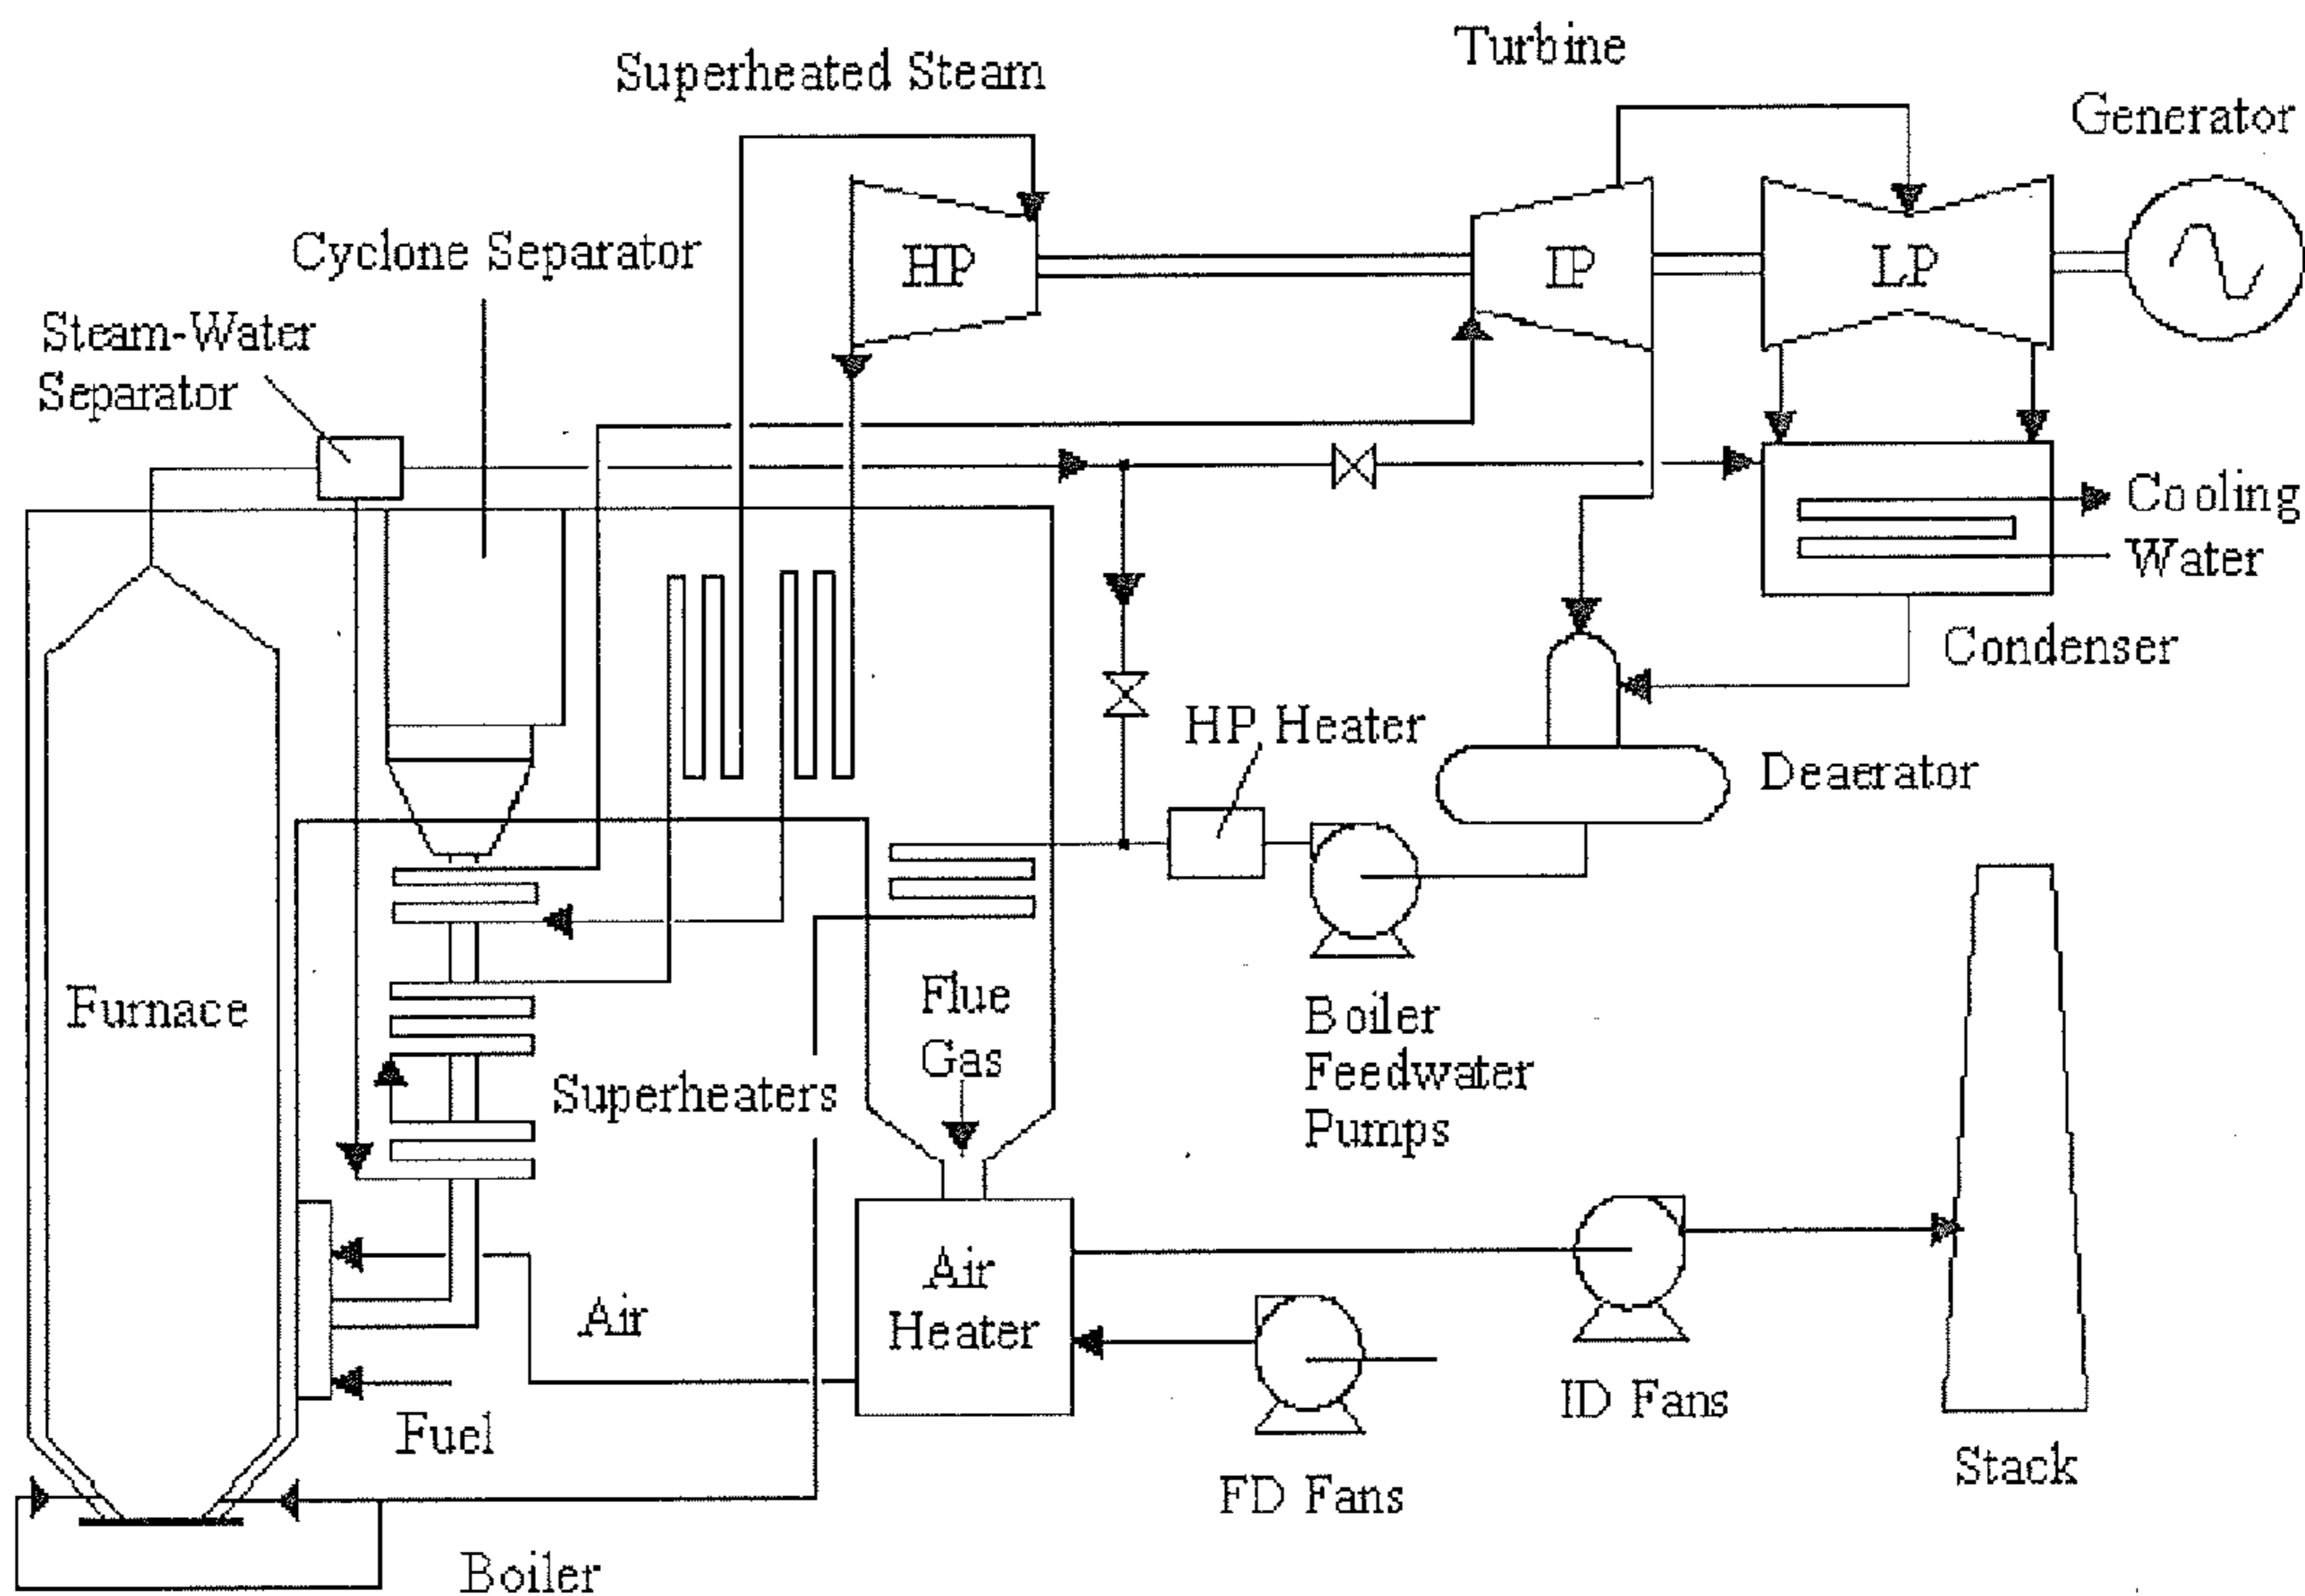 Turbine
Superheated Steam
Generator
Cyclone Separator
HP
IP
LP
Steam-Water
Separator
Cooling
Water
Condenser
HP Heater
Deaerator
Furnace
Flue
Gas
Boiler
Feedwater
Pumps
Superheaters
Air
Heater
Air
ID Fans
Fuel
FD Fans
Stack
Boiler